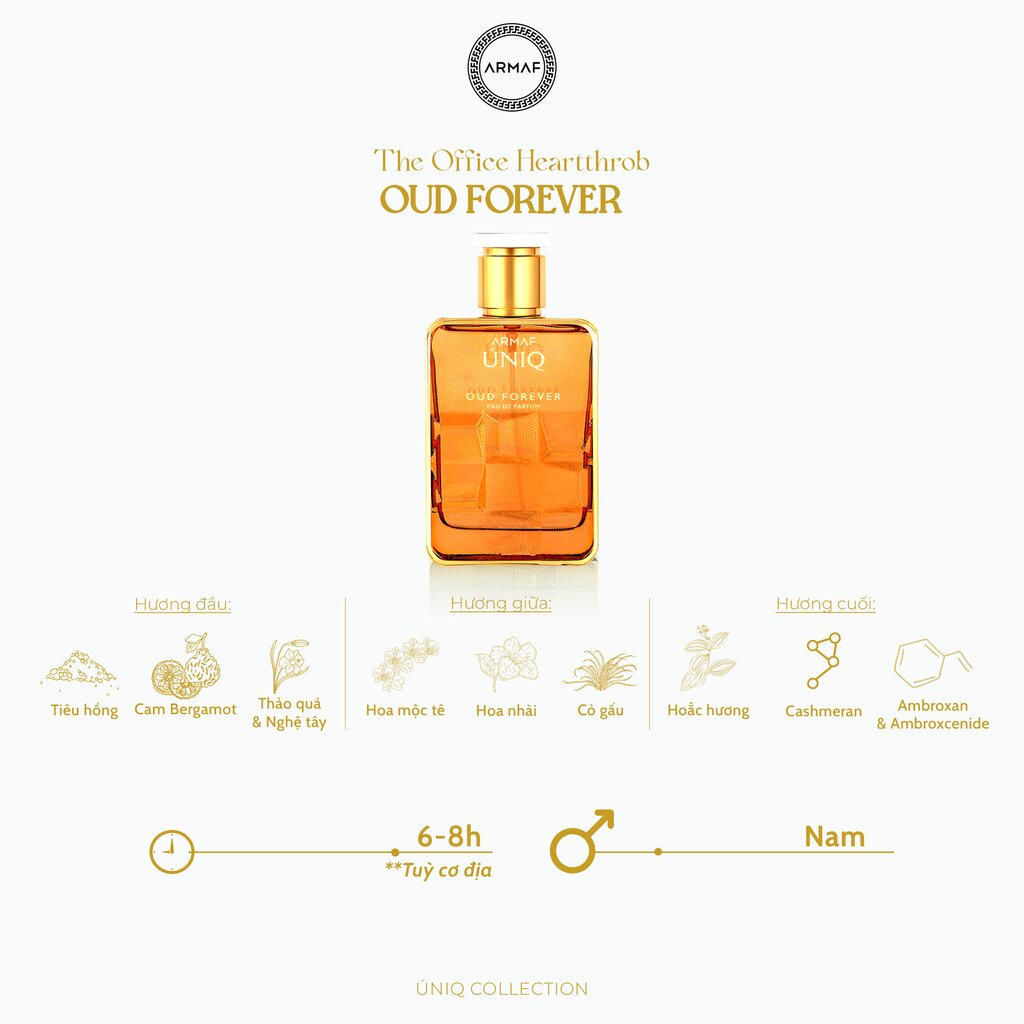 ARMAF
The Office Heartthrob
OUD FOREVER
ARMAF
ÚNIQ
OUD FOREVER
EAU DE PARFUM
Hương đầu:
Tiêu hồng
Cam Bergamot
Thảo quả
& Nghệ tây
Hương giữa:
Hoa mộc tê
Hoa nhài
Cỏ gấu
Hương cuối:
Hoắc hương
Cashmeran
Ambroxan
& Ambroxcenide
6-8h
**Tuỳ cơ địa
Nam
ÚNIQ COLLECTION